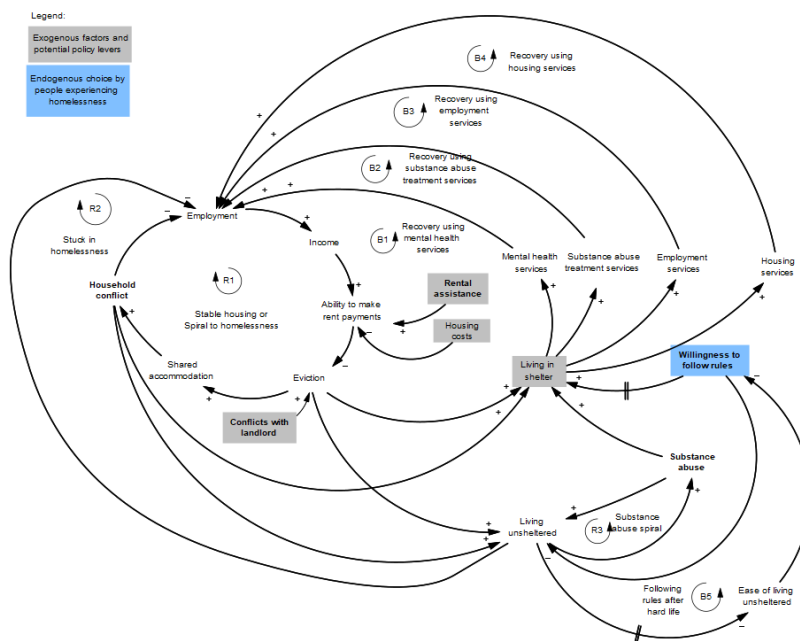 Legend:
Exogenous factors and
potential policy levers
Endogenous choice by
people experiencing
homelessness
B4
Recovery using
housing services
B3
Recovery using
employment
services
B2
Recovery using
substance abuse
treatment services
R2
Stuck in
homelessness
Employment
Income
B1
Recovery using
mental health
services
Mental health
services
Substance abuse
treatment services
Employment
services
Housing
services
Household
conflict
R1
Stable housing or
Spiral to homelessness
Ability to make
rent payments
Rental
assistance
Housing
costs
Shared
accommodation
Eviction
Living in
shelter
Willingness to
follow rules
Conflicts with
landlord
Substance
abuse
Living
unsheltered
R3
Substance
abuse spiral
Following
rules after
hard life
B5
Ease of living
unsheltered